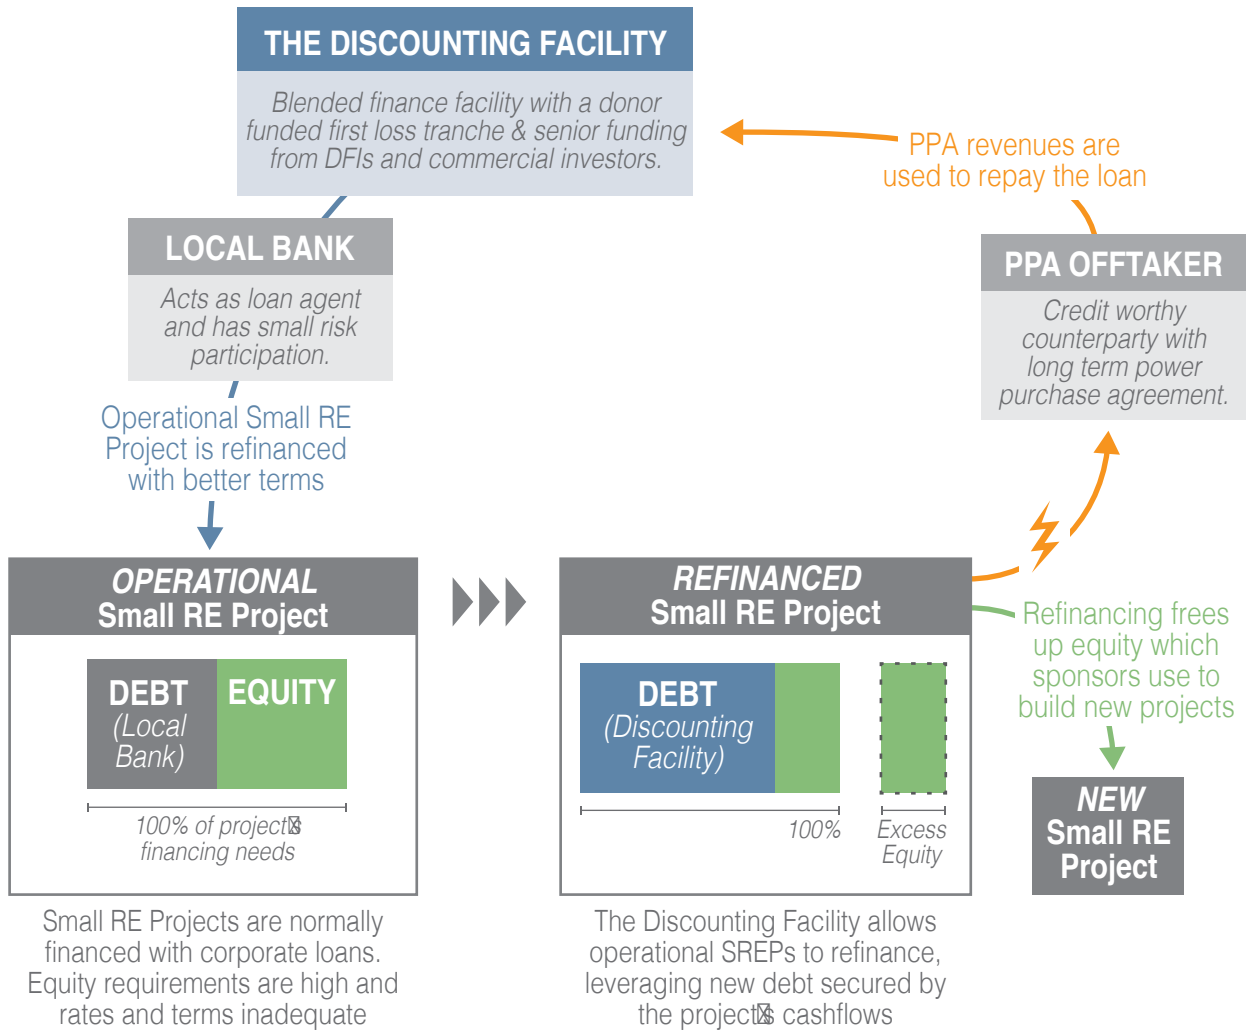 THE DISCOUNTING FACILITY
Blended finance facility with a donor
funded first loss tranche & senior funding
from DFIs and commercial investors.
PPA revenues are
used to repay the loan
LOCAL BANK
Acts as loan agent
and has small risk
participation.
PPA OFFTAKER
Credit worthy
counterparty with
long term power
purchase agreement.
Operational Small RE
Project is refinanced
with better terms
OPERATIONAL
Small RE Project
DEBT
(Local
Bank)
EQUITY
100% of project☒s
financing needs
REFINANCED
Small RE Project
DEBT
(Discounting
Facility)
100%
Excess
Equity
Refinancing frees
up equity which
sponsors use to
build new projects
NEW
Small RE
Project
Small RE Projects are normally
financed with corporate loans.
Equity requirements are high and
rates and terms inadequate
The Discounting Facility allows
operational SREPs to refinance,
leveraging new debt secured by
the project☒s cashflows